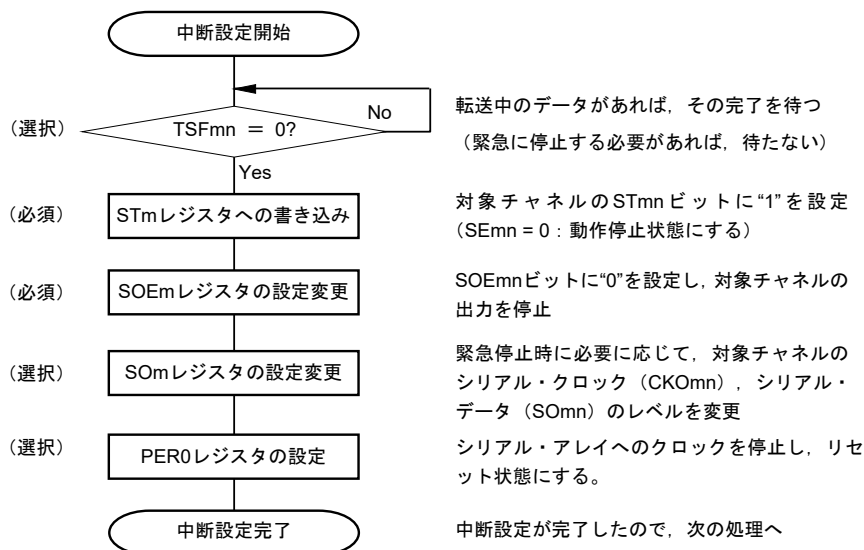 中断設定開始
No
転送中のデータがあれば，その完了を待つ
（緊急に停止する必要があれば，待たない）
（選択）
TSFmn ＝ 0?
Yes
（必須）
STmレジスタへの書き込み
対象チャネルのSTmnビットに“1”を設定
（SEmn = 0：動作停止状態にする）
（必須）
SOEmレジスタの設定変更
SOEmnビットに“0”を設定し，対象チャネルの
出力を停止
（選択）
SOmレジスタの設定変更
緊急停止時に必要に応じて，対象チャネルの
シリアル・クロック（CKOmn），シリアル・
データ（SOmn）のレベルを変更
（選択）
PER0レジスタの設定
シリアル・アレイへのクロックを停止し，リセ
ット状態にする。
中断設定完了
中断設定が完了したので，次の処理へ